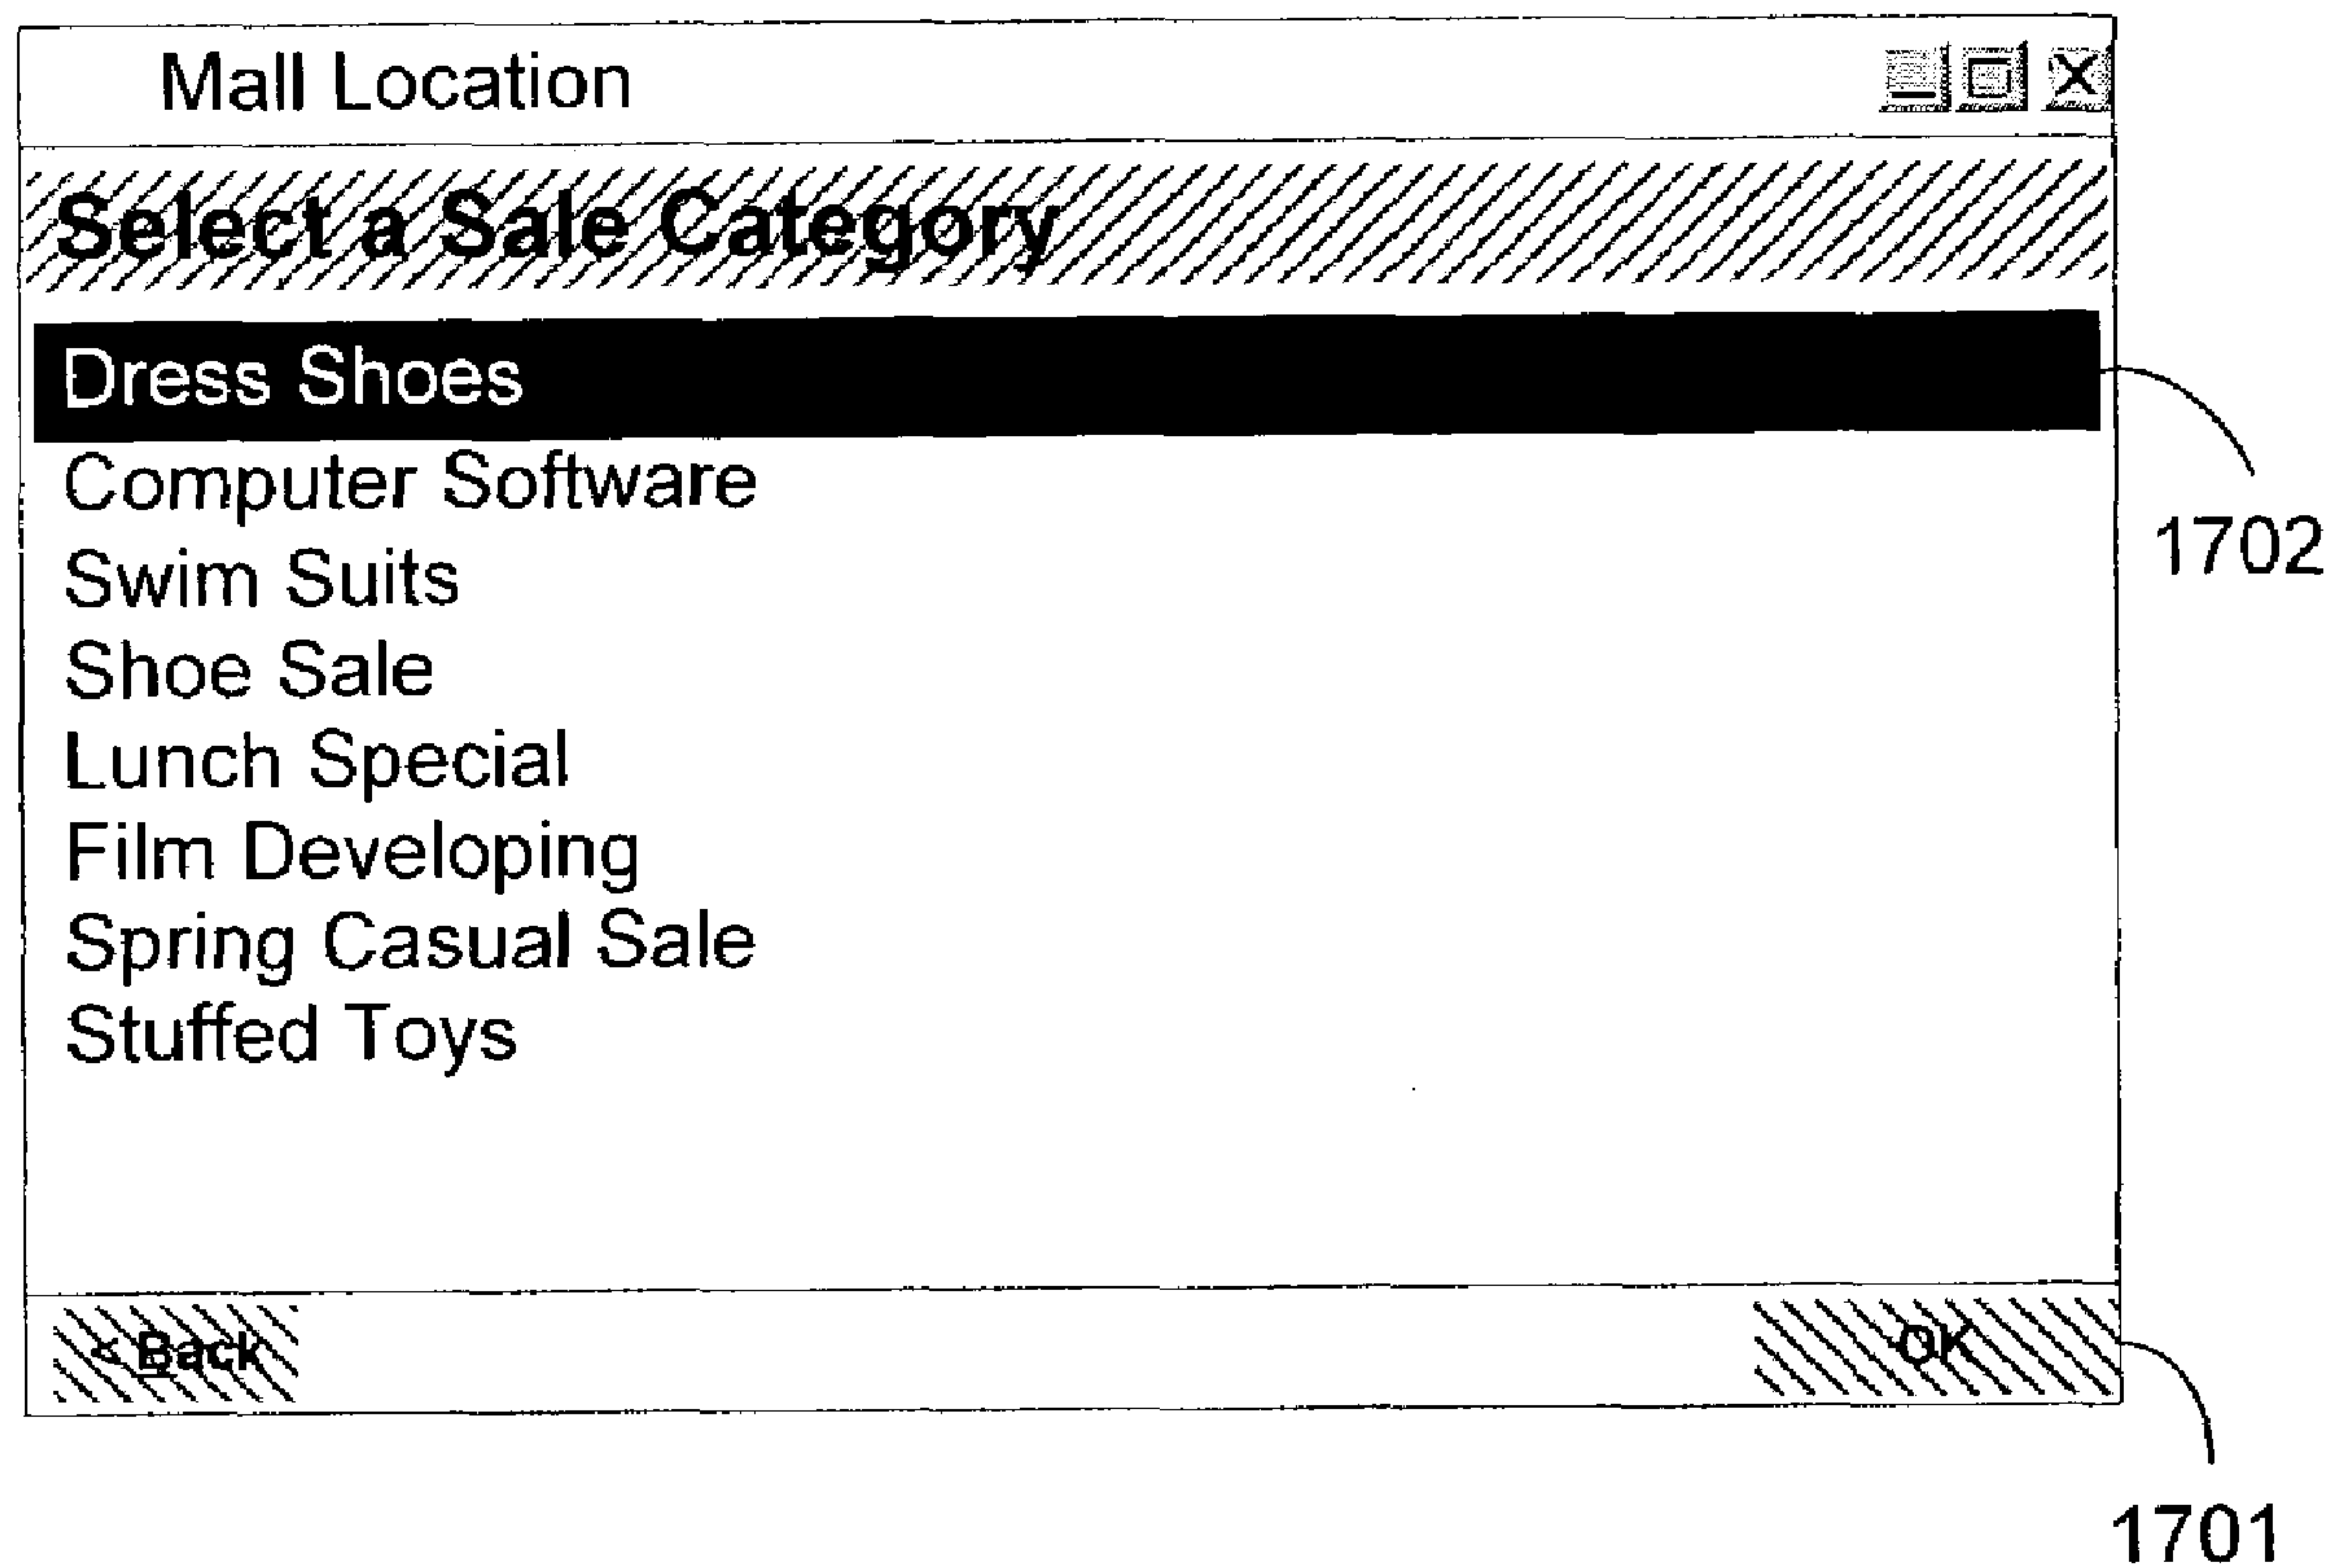 Mall Location
Select a Sale Category
Dress Shoes
Computer Software
1702
Swim Suits
Shoe Sale
Lunch Special
Film Developing
Spring Casual Sale
Stuffed Toys
< Back OK
1701